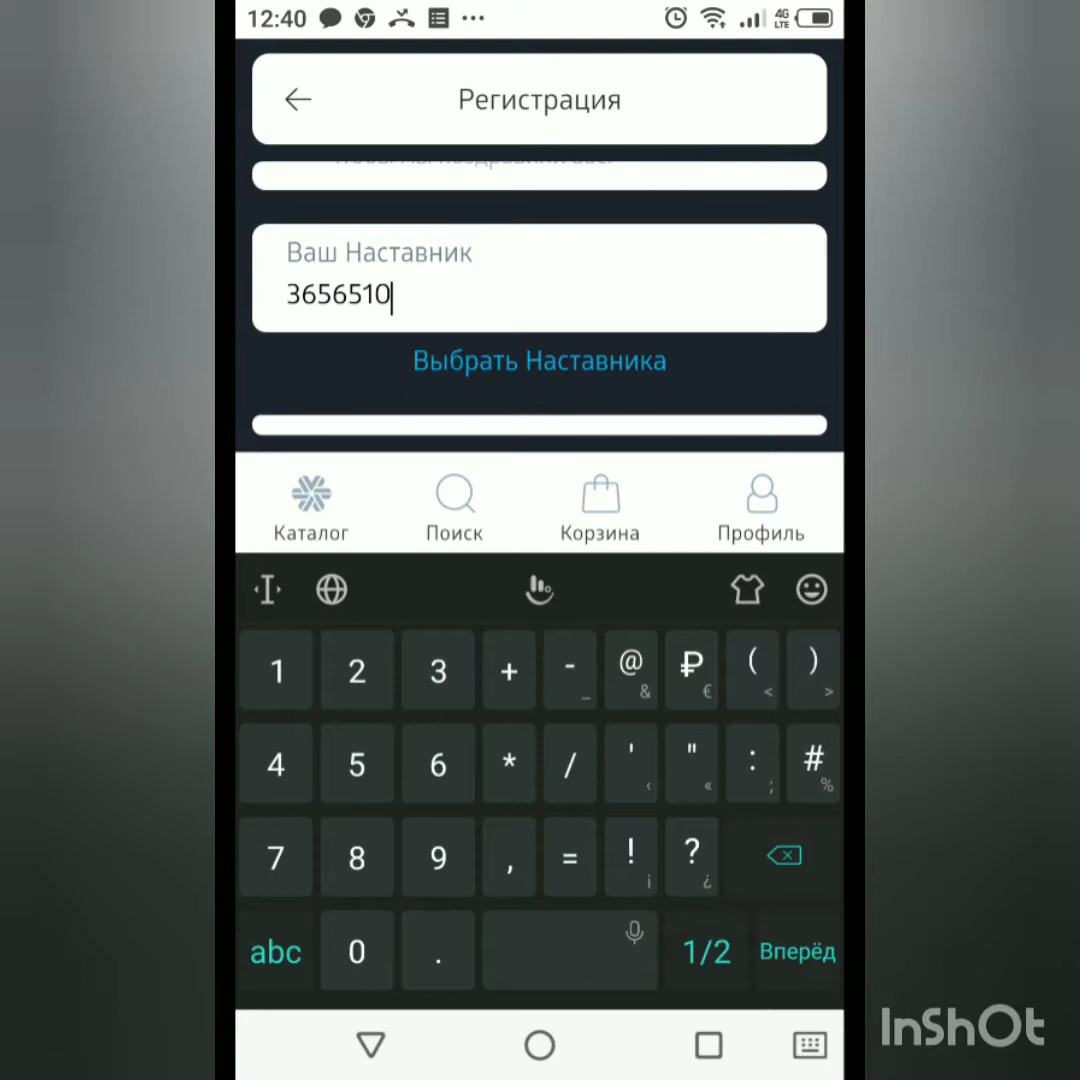 12:40
4G
LTE
Регистрация
Ваш Наставник
3656510
Выбрать Наставника
Каталог Поиск Корзина Профиль
1 2 3 + - _ @ & ₽ € ( < ) >
4 5 6 * / ' ‹ " « : ; # %
7 8 9 , = ! ¡ ? ¿
abc 0 . 1/2 Вперёд
InShOt